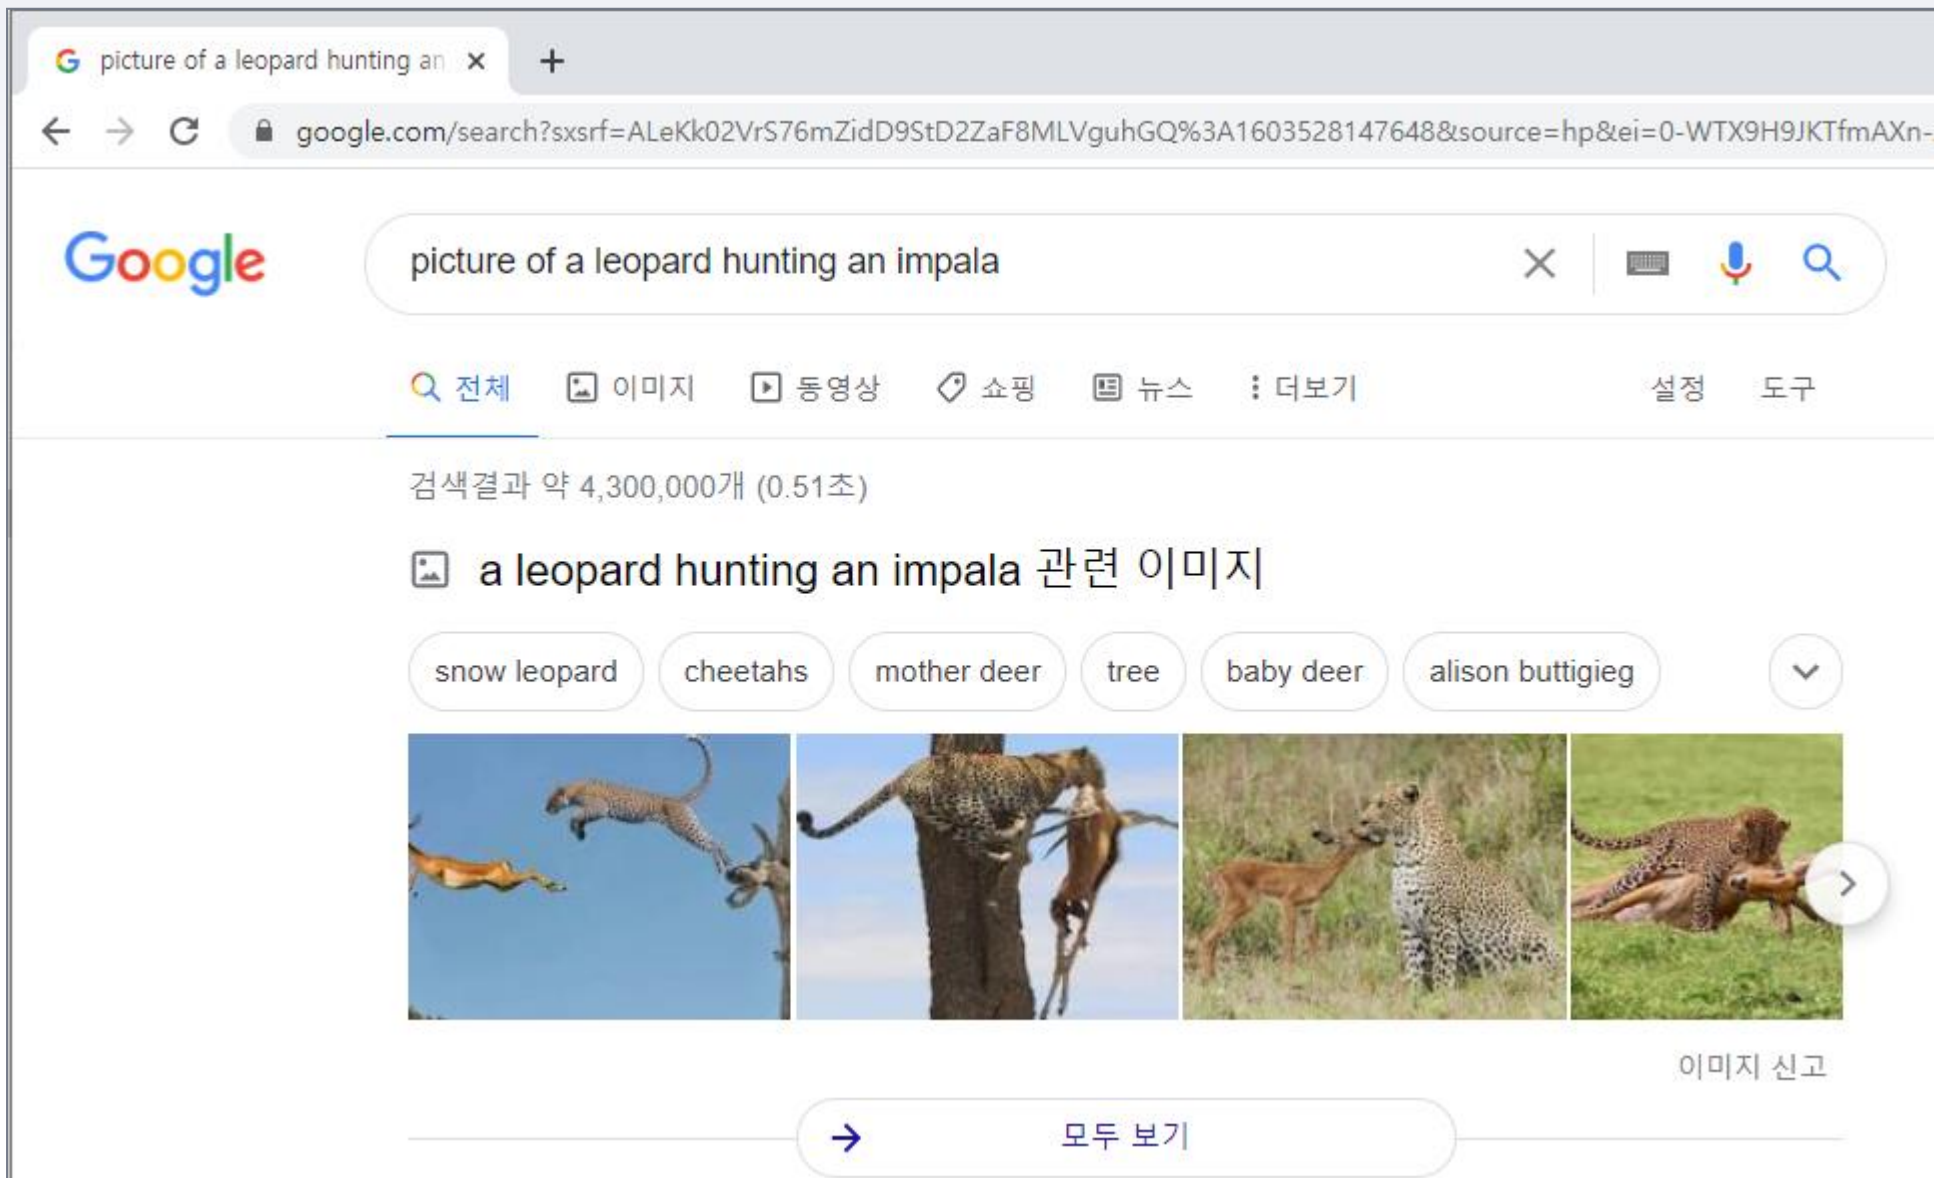 picture of a leopard hunting an
google.com/search?sxsrf=ALeKk02VrS76mZidD9StD2ZaF8MLVguhGQ%3A1603528147648&source=hp&ei=0-WTX9H9JKTfmAXn-
Google
picture of a leopard hunting an impala
전체 이미지 동영상 쇼핑 뉴스 더보기 설정 도구
검색결과 약 4,300,000개 (0.51초)
a leopard hunting an impala 관련 이미지
snow leopard cheetahs mother deer tree baby deer alison buttigieg
이미지 신고
모두 보기